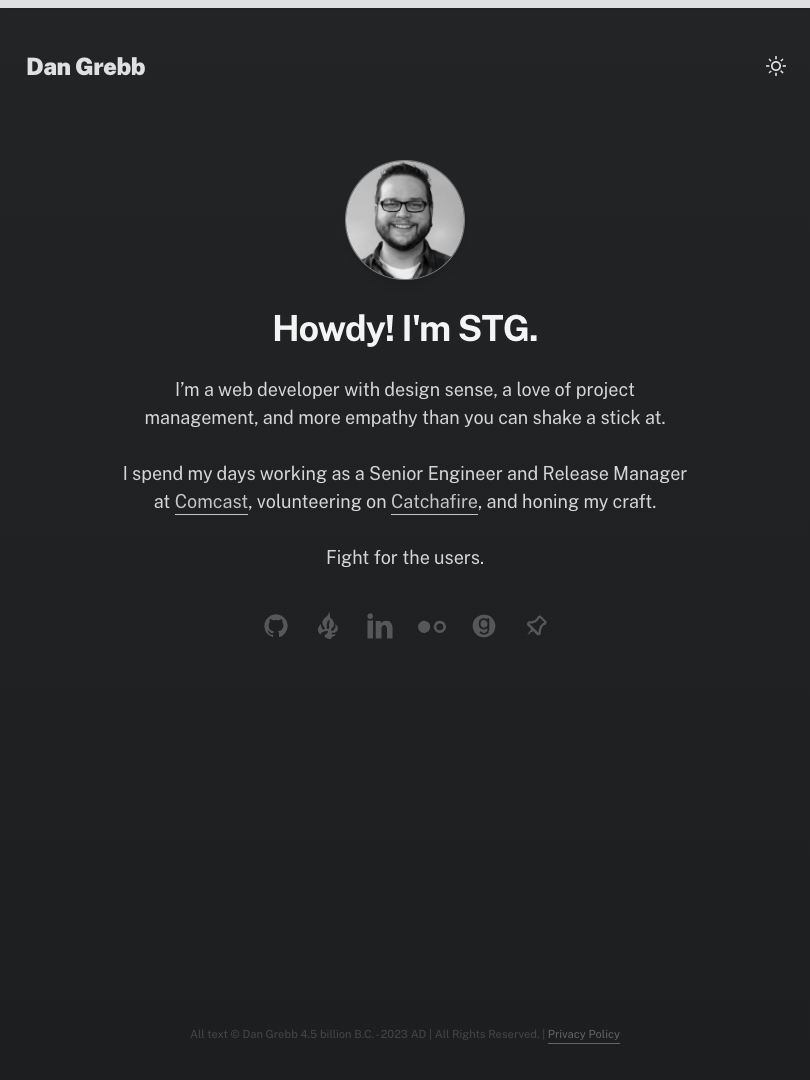 Dan Grebb
Howdy! I'm STG.
I’m a web developer with design sense, a love of project
management, and more empathy than you can shake a stick at.
I spend my days working as a Senior Engineer and Release Manager
at Comcast, volunteering on Catchafire, and honing my craft.
Fight for the users.
All text © Dan Grebb 4.5 billion B.C. - 2023 AD | All Rights Reserved. | Privacy Policy